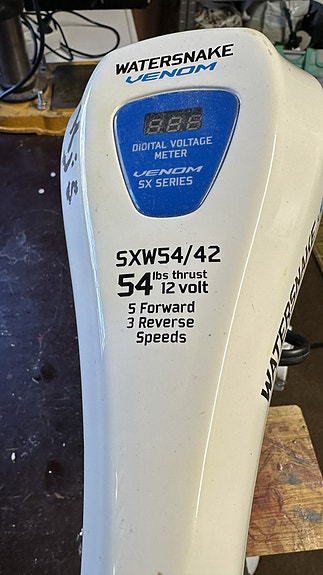 WATERSNAKE
VENOM
DIGITAL VOLTAGE
METER
VENOM
SX SERIES
SXW54/42
54 lbs thrust
12 volt
5 Forward
3 Reverse
Speeds
WATERSNAKE